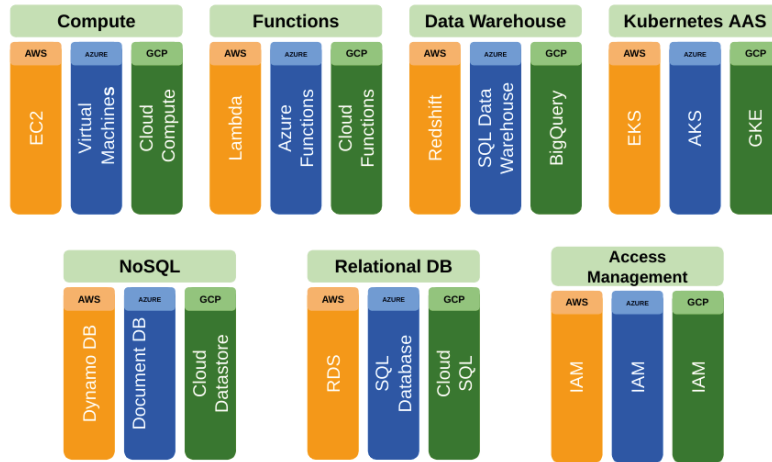 Compute
AWS
AZURE
GCP
EC2
Virtual
Machines
Cloud
Compute
Functions
AWS
AZURE
GCP
Lambda
Azure
Functions
Cloud
Functions
Data Warehouse
AWS
AZURE
GCP
Redshift
SQL Data
Warehouse
BigQuery
Kubernetes AAS
AWS
AZURE
GCP
EKS
AKS
GKE
NoSQL
AWS
AZURE
GCP
Dynamo DB
Document DB
Cloud
Datastore
Relational DB
AWS
AZURE
GCP
RDS
SQL
Database
Cloud
SQL
Access
Management
AWS
AZURE
GCP
IAM
IAM
IAM